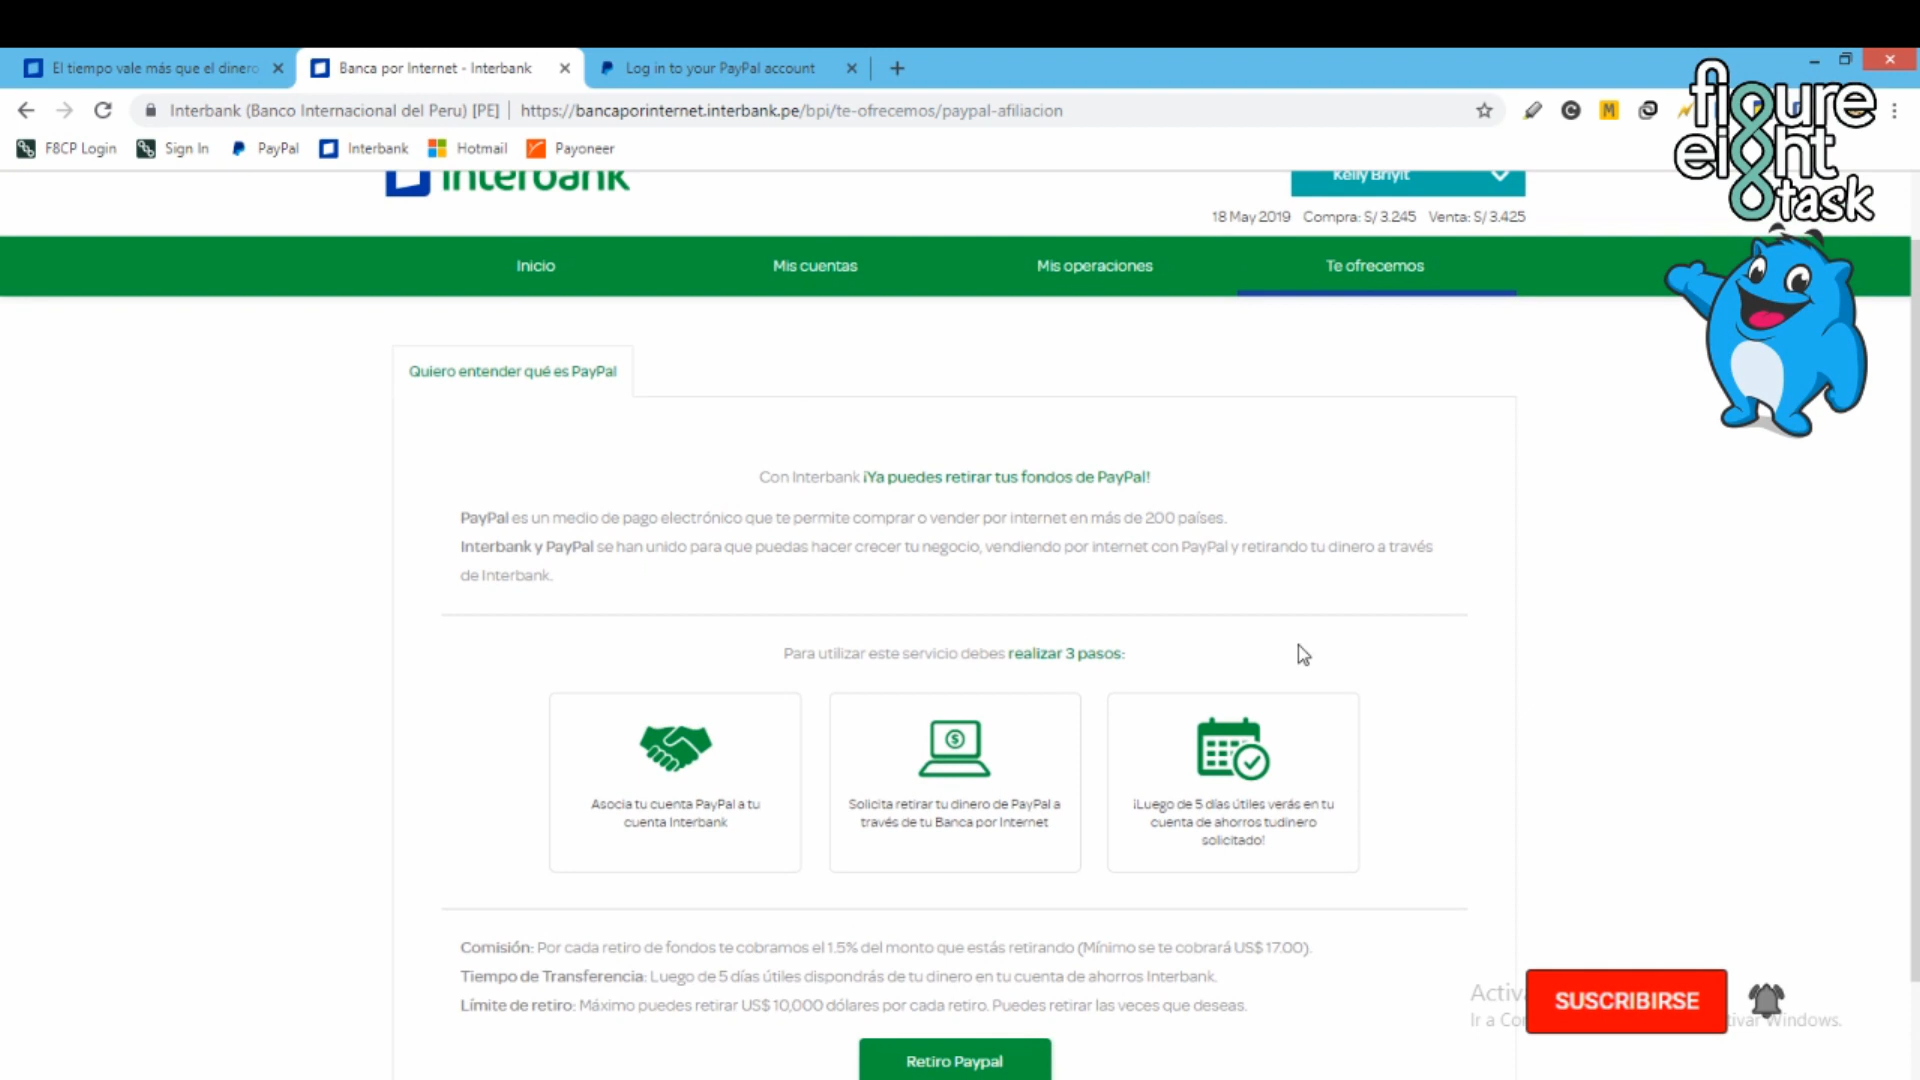 El tiempo vale más que el dinero
Banca por Internet - Interbank
Log in to your PayPal account
Interbank (Banco Internacional del Peru) [PE] | https://bancaporinternet.interbank.pe/bpi/te-ofrecemos/paypal-afiliacion
F8CP Login
Sign In
PayPal
Interbank
Hotmail
Payoneer
figure
eight
task
Interbank
Kelly Briyit
18 May 2019 Compra: S/ 3.245 Venta: S/ 3.425
Inicio
Mis cuentas
Mis operaciones
Te ofrecemos
Quiero entender qué es PayPal
Con Interbank ¡Ya puedes retirar tus fondos de PayPal!
PayPal es un medio de pago electrónico que te permite comprar o vender por internet en más de 200 países.
Interbank y PayPal se han unido para que puedas hacer crecer tu negocio, vendiendo por internet con PayPal y retirando tu dinero a través
de Interbank.
Para utilizar este servicio debes realizar 3 pasos:
Asocia tu cuenta PayPal a tu
cuenta Interbank
Solicita retirar tu dinero de PayPal a
través de tu Banca por Internet
¡Luego de 5 días útiles verás en tu
cuenta de ahorros tudinero
solicitado!
Comisión: Por cada retiro de fondos te cobramos el 1.5% del monto que estás retirando (Mínimo se te cobrará US$ 17.00).
Tiempo de Transferencia: Luego de 5 días útiles dispondrás de tu dinero en tu cuenta de ahorros Interbank.
Límite de retiro: Máximo puedes retirar US$ 10,000 dólares por cada retiro. Puedes retirar las veces que deseas.
Retiro Paypal
SUSCRIBIRSE
Windows.